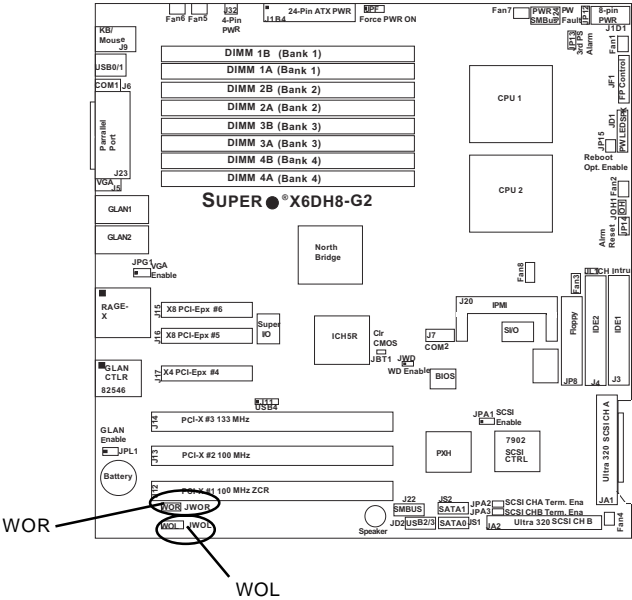 Fan6 Fan5
J32
4-Pin
PWR
24-Pin ATX PWR
J1B4
JPF
Force PWR ON
Fan7
PWR
SMBus
J24
PW
Fault
JP12
8-pin
PWR
J1D1
JP13
3rd PS
Alarm
Fan1
KB/
Mouse
J9
USB0/1
COM1
J6
Parrallel
Port
J23
VGA
J5
GLAN1
GLAN2
DIMM 1B (Bank 1)
DIMM 1A (Bank 1)
DIMM 2B (Bank 2)
DIMM 2A (Bank 2)
DIMM 3B (Bank 3)
DIMM 3A (Bank 3)
DIMM 4B (Bank 4)
DIMM 4A (Bank 4)
SUPER ® X6DH8-G2
CPU 1
CPU 2
JF1
FP Control
JD1
PW LED SPK
JP15
Reboot
Opt. Enable
Fan2
JOH1
OH
Alrm
Reset
JP14
North
Bridge
JPG1
VGA
Enable
Fan8
Fan3
JL1
CH Intru
RAGE-
X
J15
X8 PCI-Epx #6
J16
X8 PCI-Epx #5
Super
IO
ICH5R
Clr
CMOS
JBT1
JWD
WD Enable
J20
IPMI
J7
COM2
SI/O
BIOS
Floppy
JP8
IDE2
J4
IDE1
J3
GLAN
CTLR
82546
J17
X4 PCI-Epx #4
J11
USB4
J14
PCI-X #3 133 MHz
JPA1
SCSI
Enable
GLAN
Enable
JPL1
J13
PCI-X #2 100 MHz
PXH
7902
SCSI
CTRL
Ultra 320 SCSI CH A
JA1
Battery
J12
PCI-X #1 100 MHz ZCR
WOR JWOR
WOL JWOL
Speaker
J22
SMBUS
JD2
USB2/3
JS2
SATA1
SATA0
JS1
JPA2
SCSI CHA Term. Ena
JPA3
SCSI CHB Term. Ena
JA2
Ultra 320 SCSI CH B
Fan4
WOR
WOL